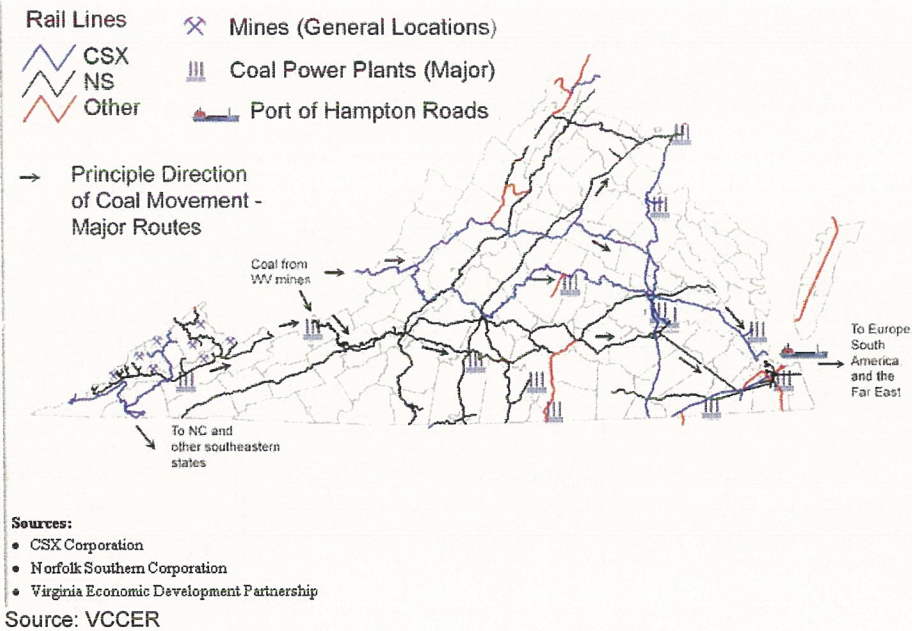 Rail Lines
CSX
NS
Other
Mines (General Locations)
Coal Power Plants (Major)
Port of Hampton Roads
Principle Direction
of Coal Movement -
Major Routes
Coal from
WV mines
To Europe
South
America
and the
Far East
To NC and
other southeastern
states
Sources:
CSX Corporation
Norfolk Southern Corporation
Virginia Economic Development Partnership
Source: VCCER